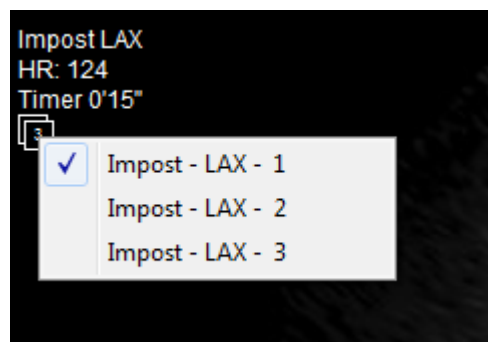 Impost LAX
HR: 124
Timer 0'15"
3
Impost - LAX - 1
Impost - LAX - 2
Impost - LAX - 3